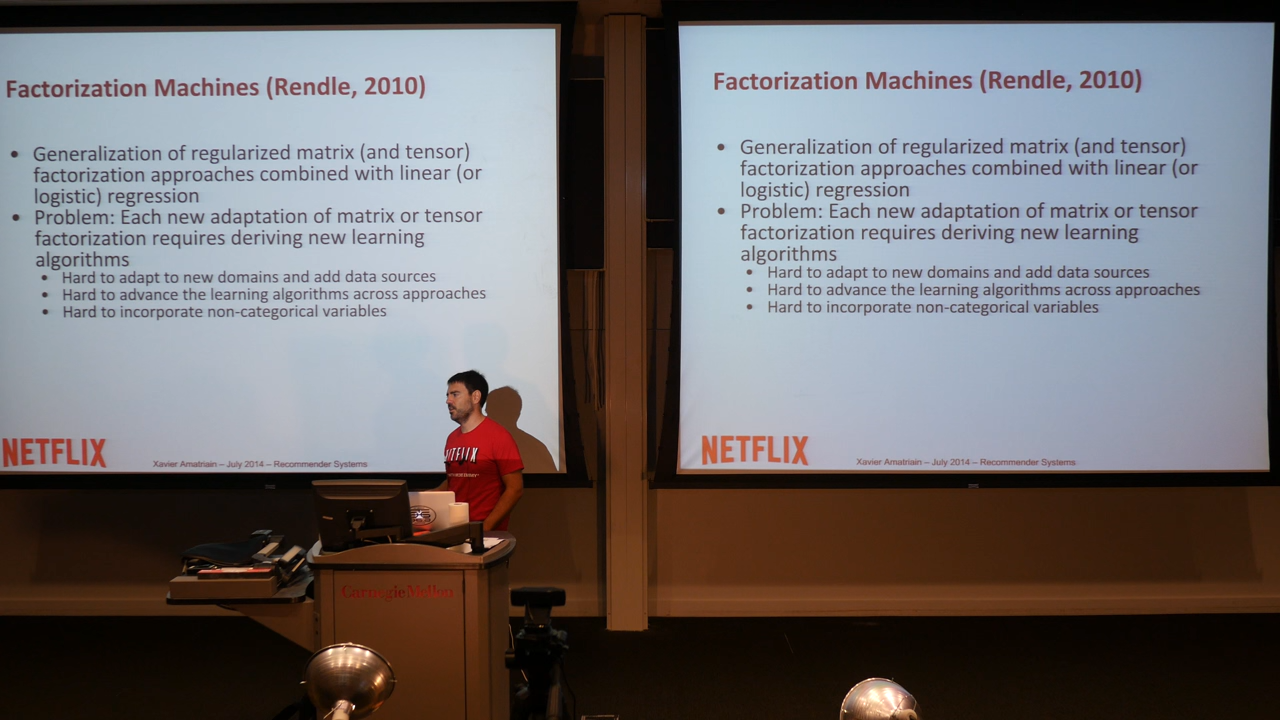 Factorization Machines (Rendle, 2010)
• Generalization of regularized matrix (and tensor)
factorization approaches combined with linear (or
logistic) regression
• Problem: Each new adaptation of matrix or tensor
factorization requires deriving new learning
algorithms
• Hard to adapt to new domains and add data sources
• Hard to advance the learning algorithms across approaches
• Hard to incorporate non-categorical variables
NETFLIX
Xavier Amatriain – July 2014 – Recommender Systems
Factorization Machines (Rendle, 2010)
• Generalization of regularized matrix (and tensor)
factorization approaches combined with linear (or
logistic) regression
• Problem: Each new adaptation of matrix or tensor
factorization requires deriving new learning
algorithms
• Hard to adapt to new domains and add data sources
• Hard to advance the learning algorithms across approaches
• Hard to incorporate non-categorical variables
NETFLIX
Xavier Amatriain – July 2014 – Recommender Systems
Carnegie Mellon